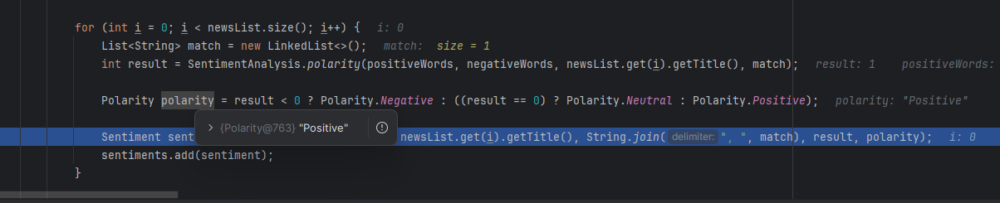 for (int i = 0; i < newsList.size(); i++) {   i: 0
List<String> match = new LinkedList<>();   match:  size = 1
int result = SentimentAnalysis.polarity(positiveWords, negativeWords, newsList.get(i).getTitle(), match);   result: 1    positiveWords:
Polarity polarity = result < 0 ? Polarity.Negative : ((result == 0) ? Polarity.Neutral : Polarity.Positive);   polarity: "Positive"
{Polarity@763} "Positive"
Sentiment sent newsList.get(i).getTitle(), String.join( delimiter: ", ", match), result, polarity);   i: 0
sentiments.add(sentiment);
}